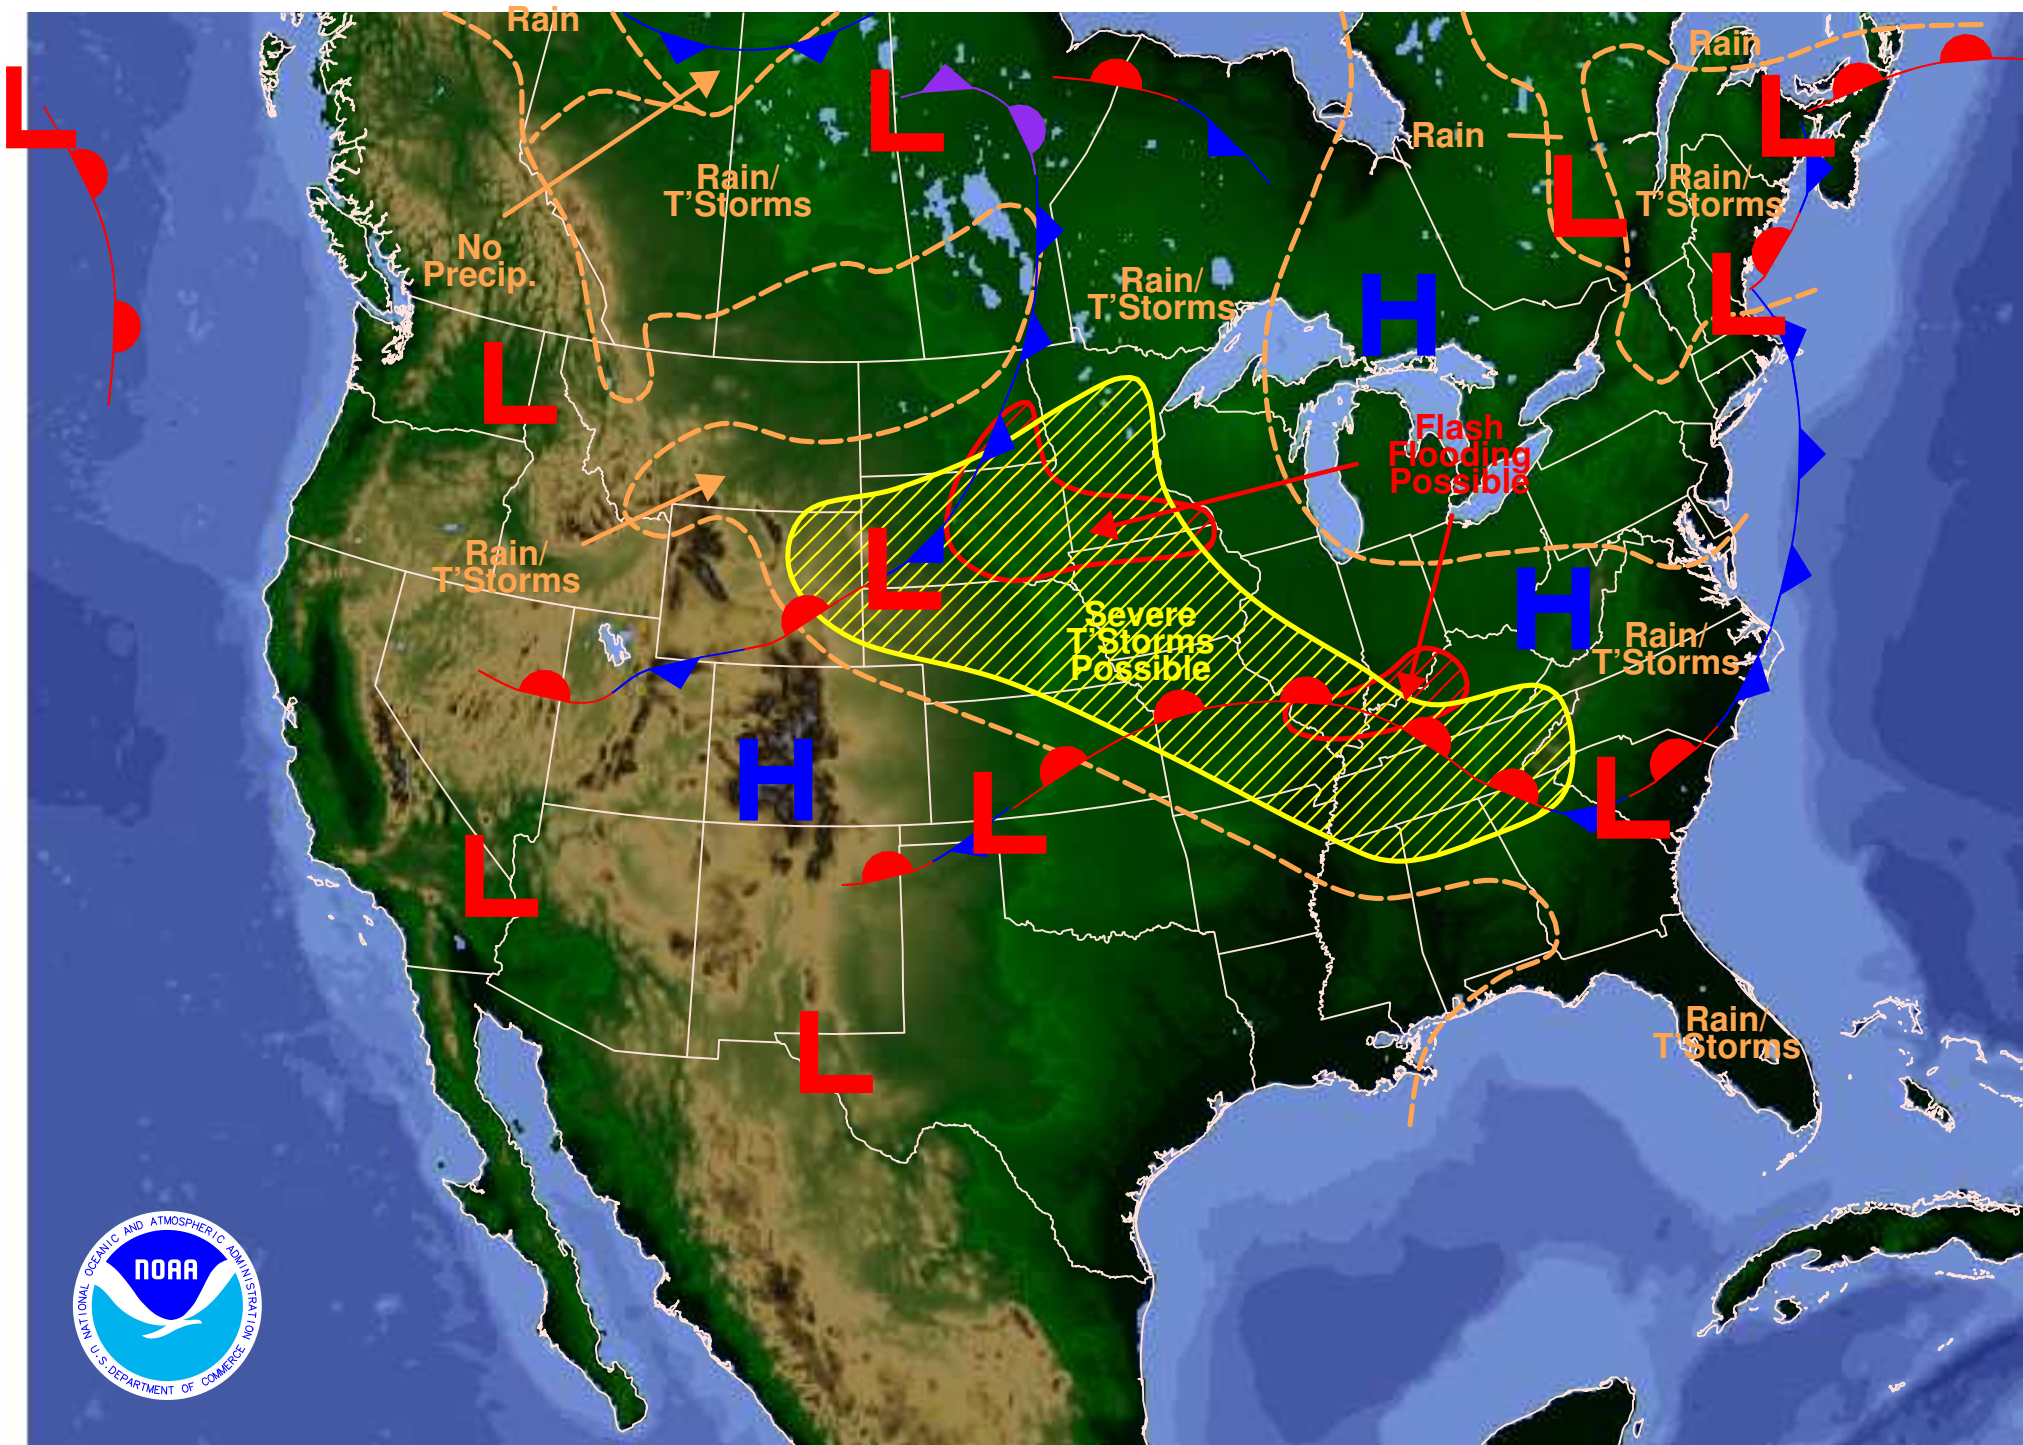 Rain
Rain
L
L
L
Rain
Rain/
T'Storms
Rain/
T'Storms
L
No
Precip.
Rain/
T'Storms
H
L
L
Flash
Flooding
Possible
Rain/
T'Storms
L
Severe
T'Storms
Possible
H
Rain/
T'Storms
H
L
L
L
L
Rain/
T'Storms
NATIONAL OCEANIC AND ATMOSPHERIC ADMINISTRATION
NOAA
U.S. DEPARTMENT OF COMMERCE